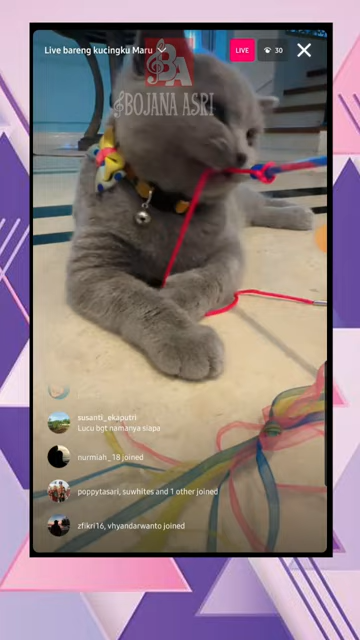 Live bareng kucingku Maru
LIVE
30
BA
BOJANA ASRI
susanti_ekaputri
Lucu bgt namanya siapa
nurmiah_18 joined
poppytasari, suwhites and 1 other joined
zfikri16, vhyandarwanto joined